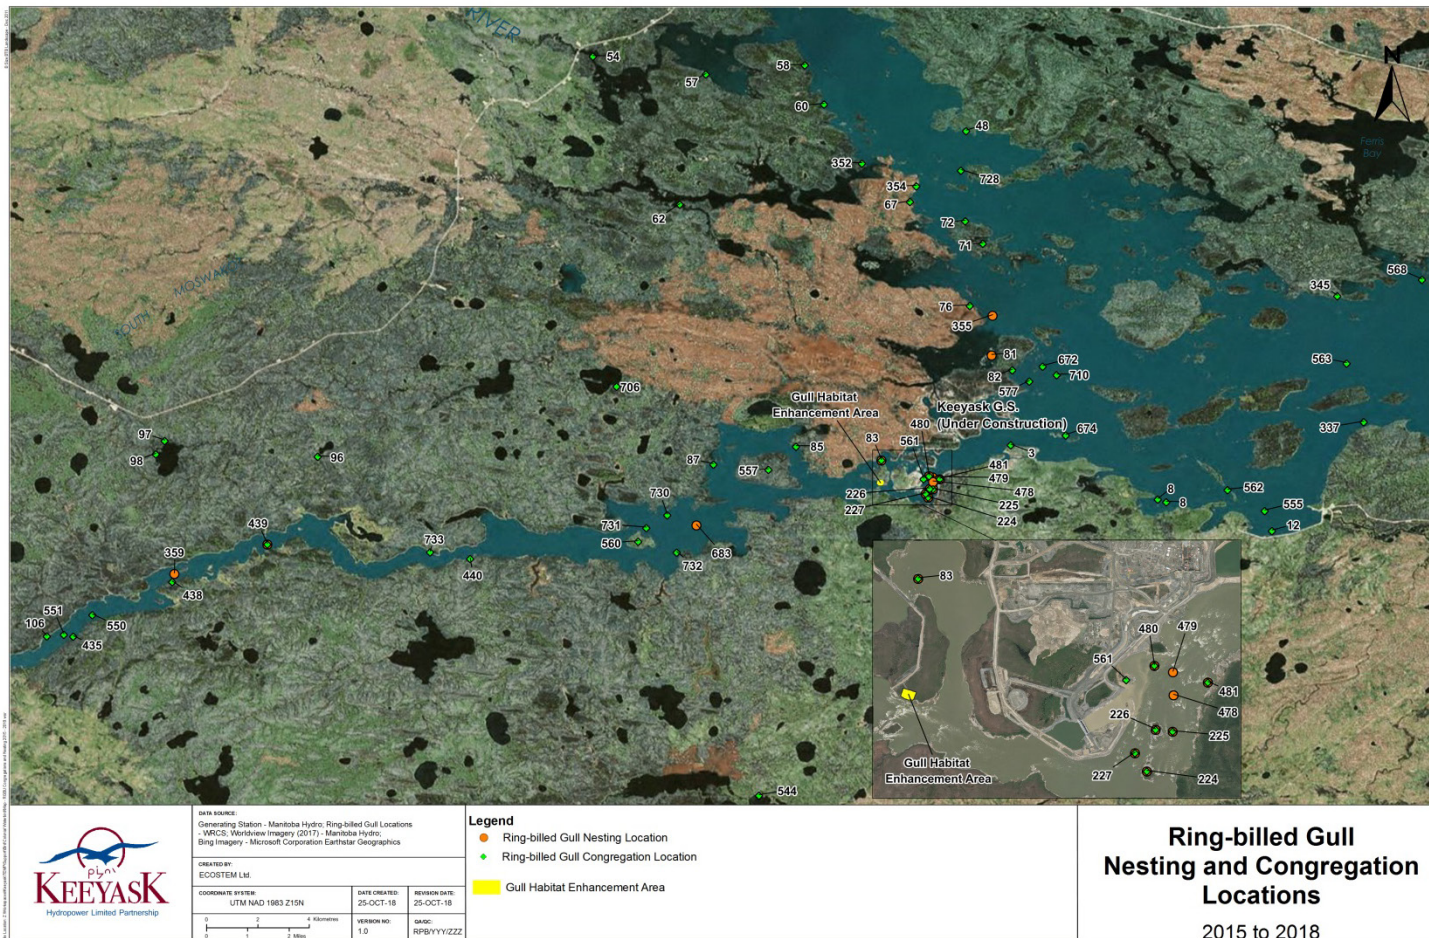 RIVER
54
57
58
60
48
Ferris
Bay
N
352
354
728
67
62
72
71
568
345
76
355
SOUTH MOSWAKOT
81
672
563
82
710
577
706
Gull Habitat
Enhancement Area
Keeyask G.S.
(Under Construction)
480
337
97
83
561
674
98
96
85
3
87
557
481
479
226
478
562
8
8
227
225
224
555
730
12
439
731
733
560
683
359
440
732
438
551
550
106
435
544
83
480
479
561
481
478
226
225
227
224
Gull Habitat
Enhancement Area
KEEYASK
Hydropower Limited Partnership
DATA SOURCE:
Generating Station - Manitoba Hydro; Ring-billed Gull Locations
- WRCS; Worldview Imagery (2017) - Manitoba Hydro;
Bing Imagery - Microsoft Corporation Earthstar Geographics
CREATED BY:
ECOSTEM Ltd.
COORDINATE SYSTEM:
UTM NAD 1983 Z15N
DATE CREATED:
25-OCT-18
REVISION DATE:
25-OCT-18
0 2 4 Kilometres
0 1 2 Miles
VERSION NO:
1.0
QA/QC:
RPB/YYY/ZZZ
Legend
Ring-billed Gull Nesting Location
Ring-billed Gull Congregation Location
Gull Habitat Enhancement Area
Ring-billed Gull
Nesting and Congregation
Locations
2015 to 2018